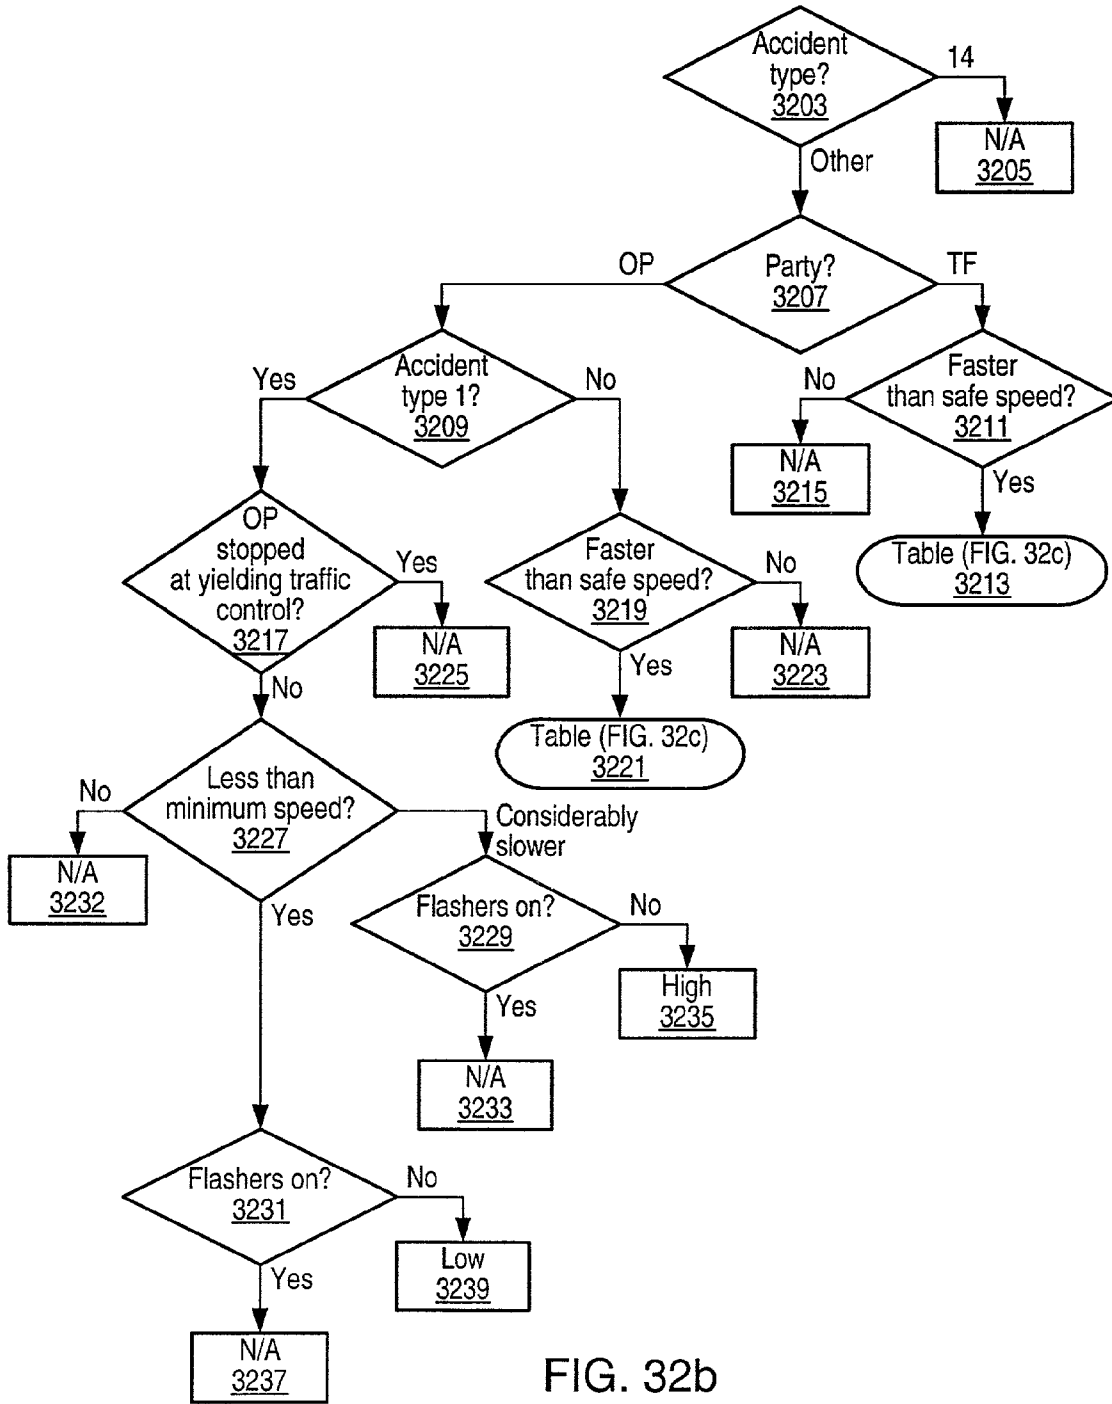 Accident
type?
3203
14
N/A
3205
Other
Party?
3207
OP
TF
Accident
type 1?
3209
Yes
No
Faster
than safe speed?
3211
No
N/A
3215
Yes
Table (FIG. 32c)
3213
OP
stopped
at yielding traffic
control?
3217
Yes
N/A
3225
No
Faster
than safe speed?
3219
No
N/A
3223
Yes
Table (FIG. 32c)
3221
Less than
minimum speed?
3227
No
N/A
3232
Considerably
slower
Yes
Flashers on?
3229
No
High
3235
Yes
N/A
3233
Flashers on?
3231
No
Low
3239
Yes
N/A
3237
FIG. 32b